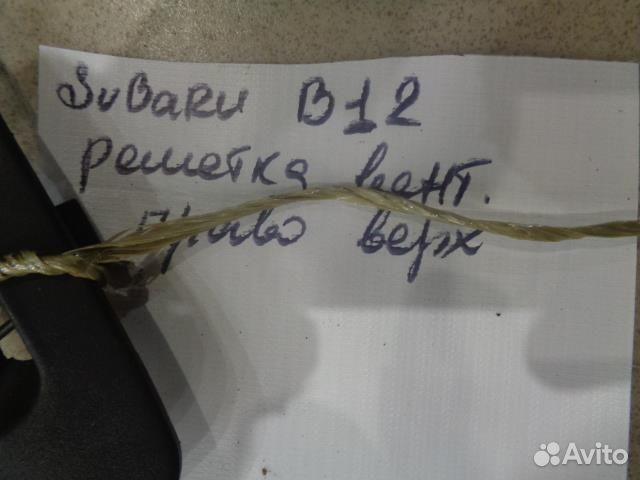 SuBaRu B12
решетка вент.
право верх
Avito